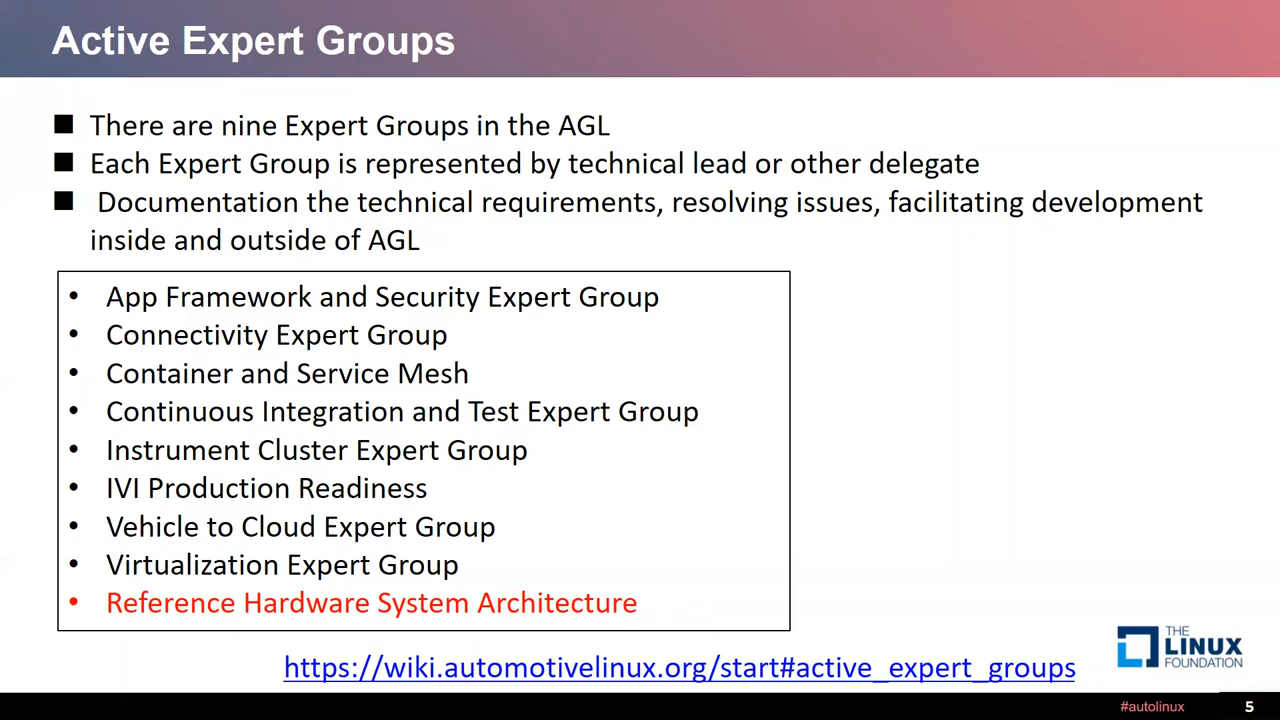 Active Expert Groups
■ There are nine Expert Groups in the AGL
■ Each Expert Group is represented by technical lead or other delegate
■ Documentation the technical requirements, resolving issues, facilitating development
inside and outside of AGL
• App Framework and Security Expert Group
• Connectivity Expert Group
• Container and Service Mesh
• Continuous Integration and Test Expert Group
• Instrument Cluster Expert Group
• IVI Production Readiness
• Vehicle to Cloud Expert Group
• Virtualization Expert Group
• Reference Hardware System Architecture
https://wiki.automotivelinux.org/start#active_expert_groups
THE
LINUX
FOUNDATION
#autolinux
5